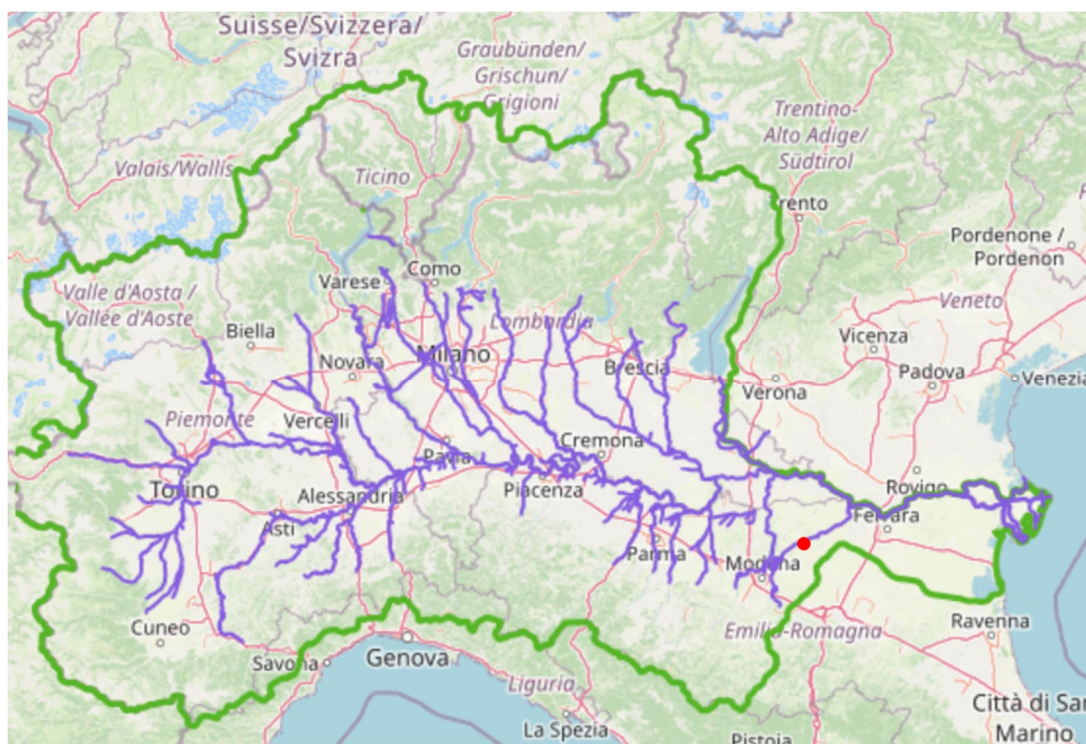 Suisse/Svizzera/
Svizra
Graubünden/
Grischun/
Grigioni
Trentino-
Alto Adige/
Südtirol
Valais/Wallis
Ticino
rento
Pordenone /
Pordenon
Varese
Como
Valle d'Aosta /
Vallée d'Aoste
Veneto
Biella
Lombardia
Vicenza
Novara
Milano
Brescia
Padova
Venezia
Verona
Piemonte
Vercelli
Cremona
Pavia
Torino
Alessandria
Piacenza
Rovigo
Asti
Ferrara
Parma
Modena
Cuneo
Emilia-Romagna
Ravenna
Savona
Genova
Liguria
Città di Sa
Marino
La Spezia
Pistoia